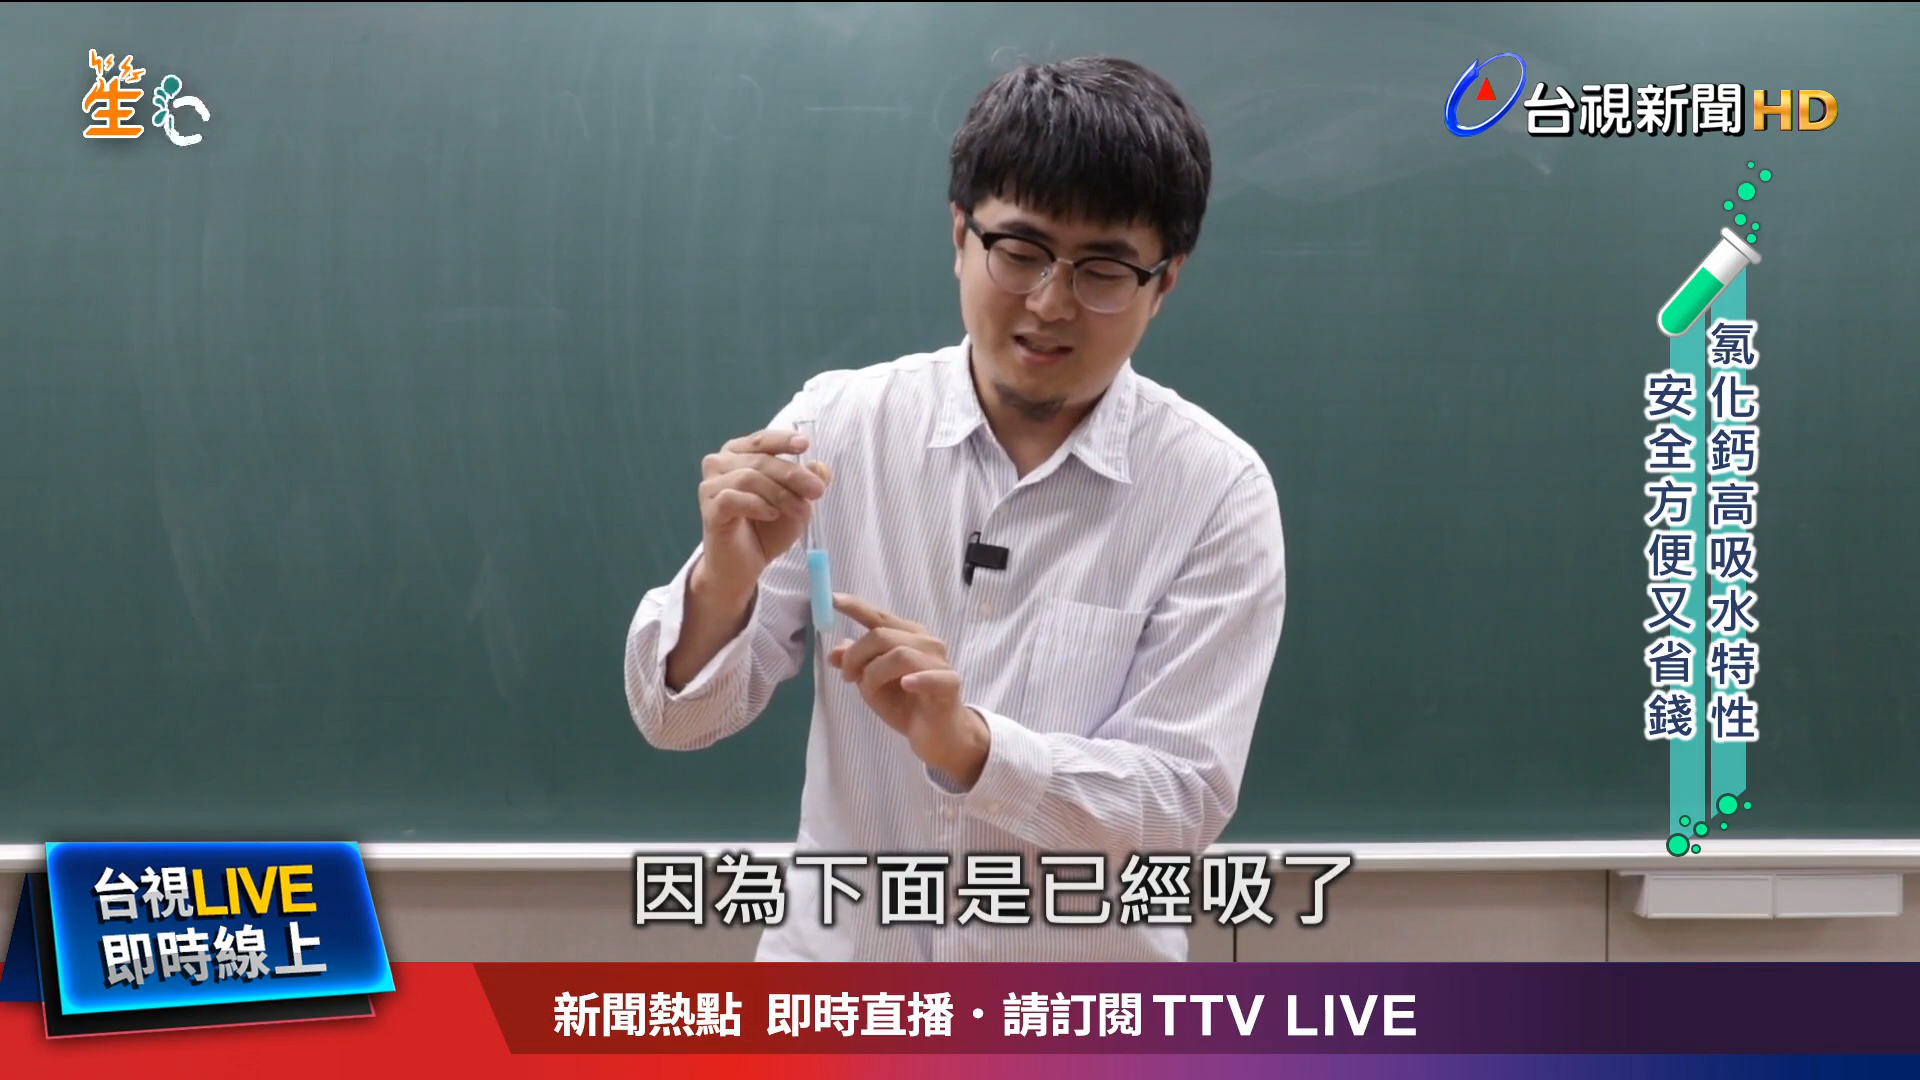 笙心
台視新聞HD
氯化鈣高吸水特性
安全方便又省錢
因為下面是已經吸了
台視LIVE
即時線上
新聞熱點 即時直播・請訂閱TTV LIVE